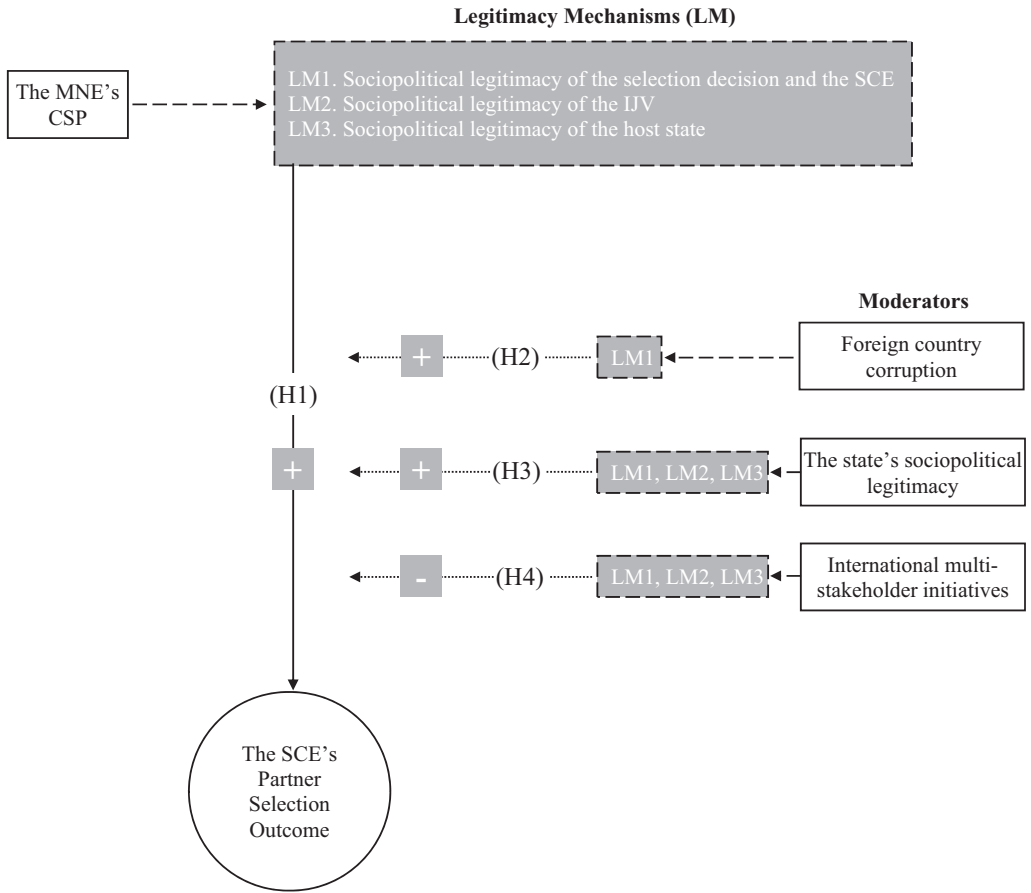 Legitimacy Mechanisms (LM)
The MNE's
CSP
LM1. Sociopolitical legitimacy of the selection decision and the SCE
LM2. Sociopolitical legitimacy of the IJV
LM3. Sociopolitical legitimacy of the host state
Moderators
+
(H2)
LM1
Foreign country
corruption
(H1)
+
+
(H3)
LM1, LM2, LM3
The state's sociopolitical
legitimacy
-
(H4)
LM1, LM2, LM3
International multi-
stakeholder initiatives
The SCE's
Partner
Selection
Outcome